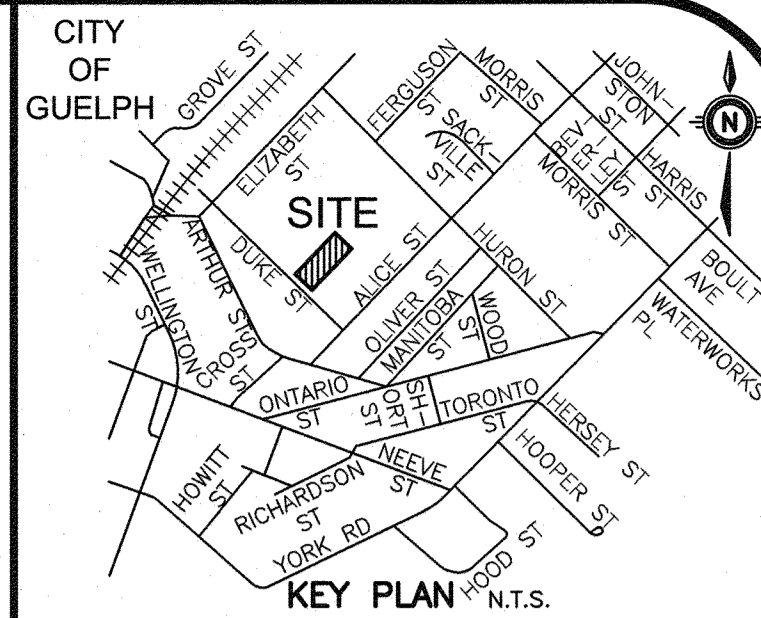 CITY
OF
GUELPH
GROVE ST
FERGUSON
ST
MORRIS
ST
JOHN-
STON
ST
N
ELIZABETH
ST
SACK-
VILLE
ST
BEV-
ERL-
EY
ST
HARRIS
ST
MORRIS ST
SITE
ARTHUR ST
DUKE ST
ALICE ST
HURON ST
BOULT
AVE
WELLINGTON
ST
OLIVER ST
MANITOBA
ST
WOOD
ST
WATERWORKS
PL
CROSS
ST
ONTARIO
ST
SH-
ORT
ST
TORONTO
ST
HERSEY ST
HOWITT
ST
NEEVE
ST
HOOPER ST
RICHARDSON
ST
YORK RD
HOOD ST
KEY PLAN N.T.S.